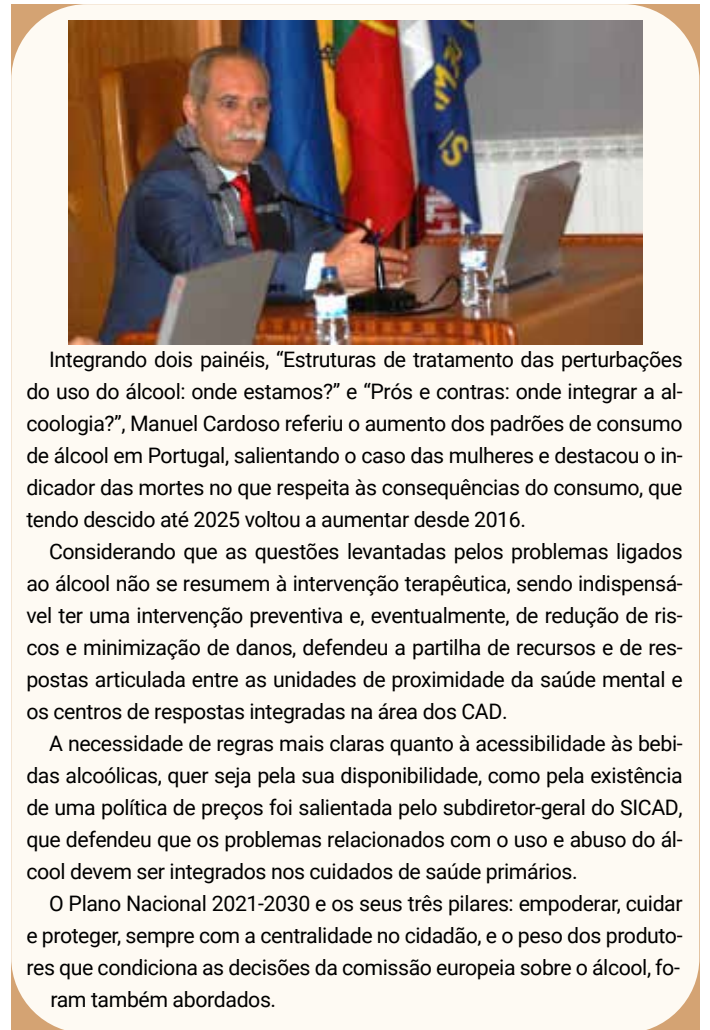 Integrando dois painéis, “Estruturas de tratamento das perturbações
do uso do álcool: onde estamos?” e “Prós e contras: onde integrar a al-
coologia?”, Manuel Cardoso referiu o aumento dos padrões de consumo
de álcool em Portugal, salientando o caso das mulheres e destacou o in-
dicador das mortes no que respeita às consequências do consumo, que
tendo descido até 2025 voltou a aumentar desde 2016.
Considerando que as questões levantadas pelos problemas ligados
ao álcool não se resumem à intervenção terapêutica, sendo indispensá-
vel ter uma intervenção preventiva e, eventualmente, de redução de ris-
cos e minimização de danos, defendeu a partilha de recursos e de res-
postas articulada entre as unidades de proximidade da saúde mental e
os centros de respostas integradas na área dos CAD.
A necessidade de regras mais claras quanto à acessibilidade às bebi-
das alcoólicas, quer seja pela sua disponibilidade, como pela existência
de uma política de preços foi salientada pelo subdiretor-geral do SICAD,
que defendeu que os problemas relacionados com o uso e abuso do ál-
cool devem ser integrados nos cuidados de saúde primários.
O Plano Nacional 2021-2030 e os seus três pilares: empoderar, cuidar
e proteger, sempre com a centralidade no cidadão, e o peso dos produto-
res que condiciona as decisões da comissão europeia sobre o álcool, fo-
ram também abordados.